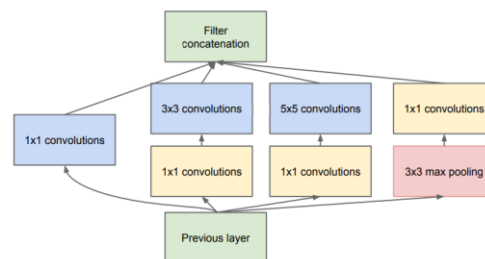 Filter
concatenation
3x3 convolutions
5x5 convolutions
1x1 convolutions
1x1 convolutions
1x1 convolutions
1x1 convolutions
3x3 max pooling
Previous layer